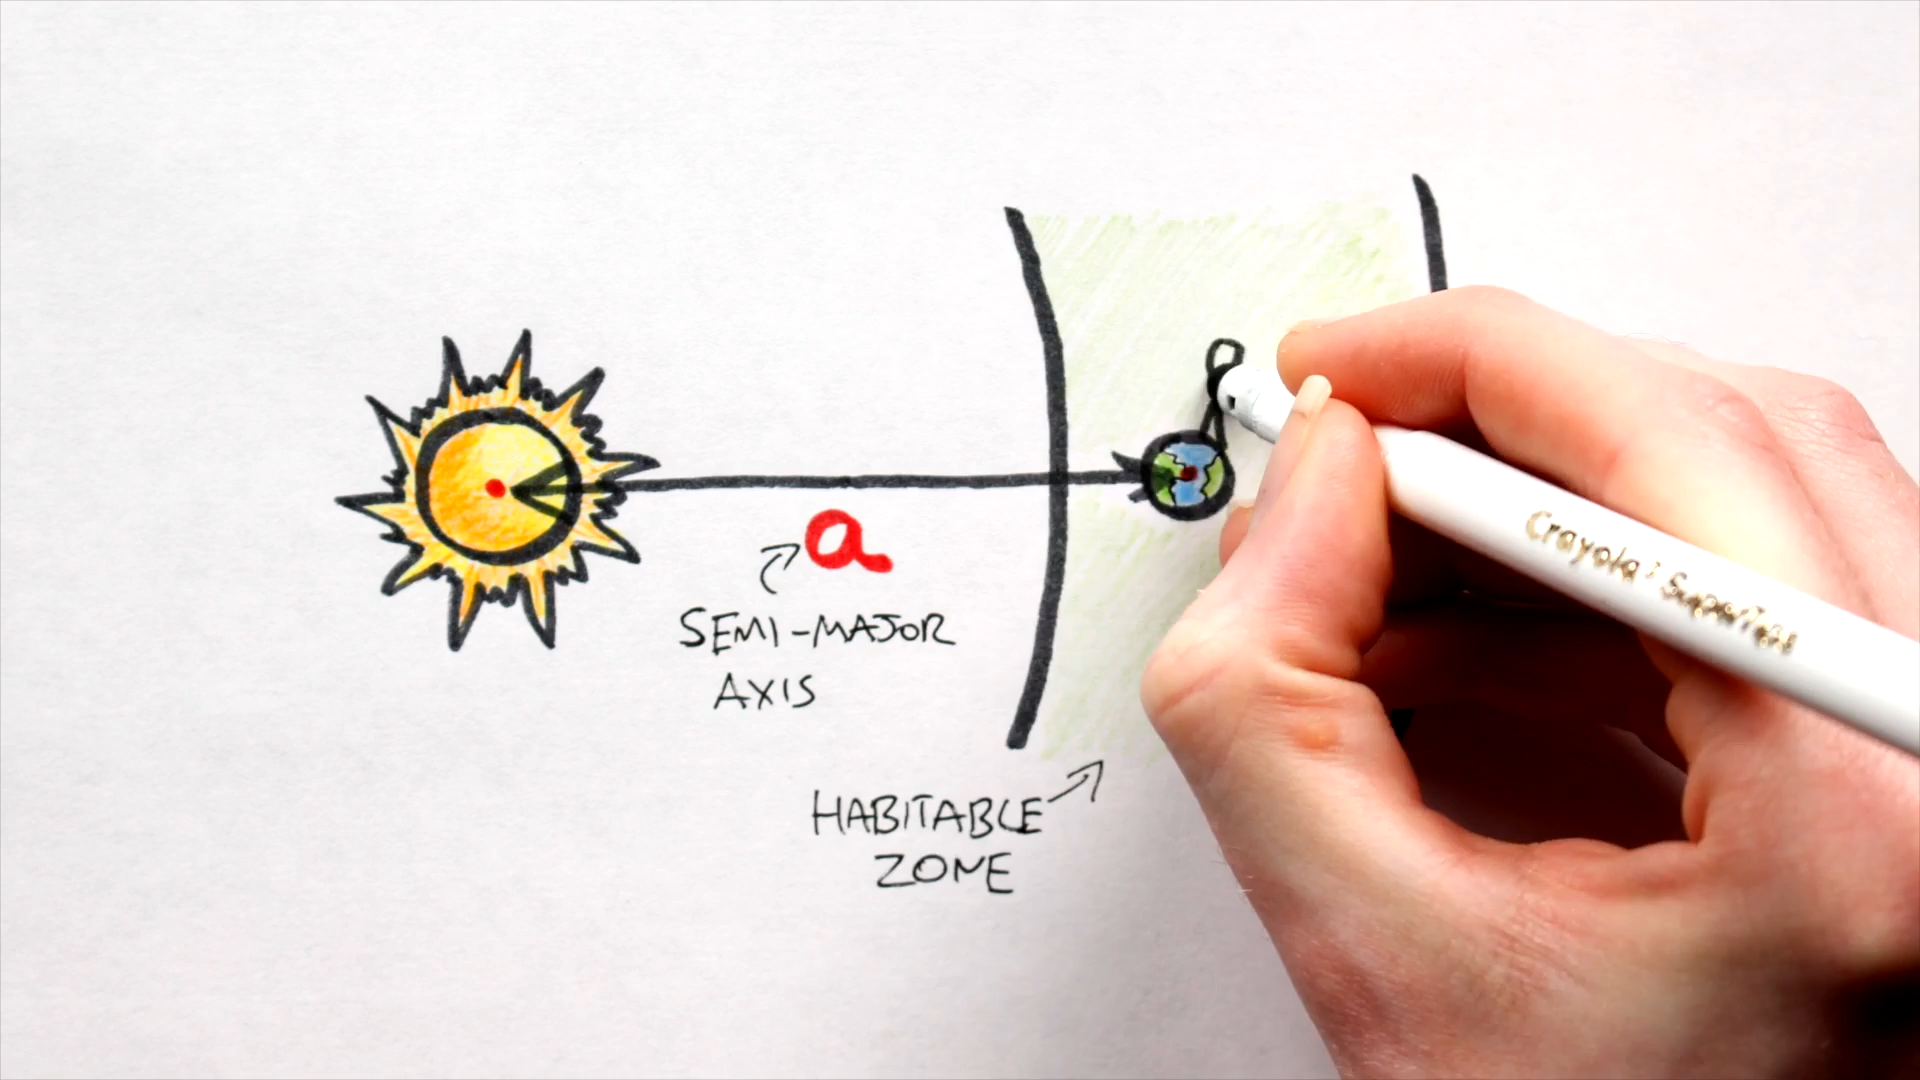 a
SEMI-MAJOR
AXIS
HABITABLE
ZONE
Crayola SuperTips